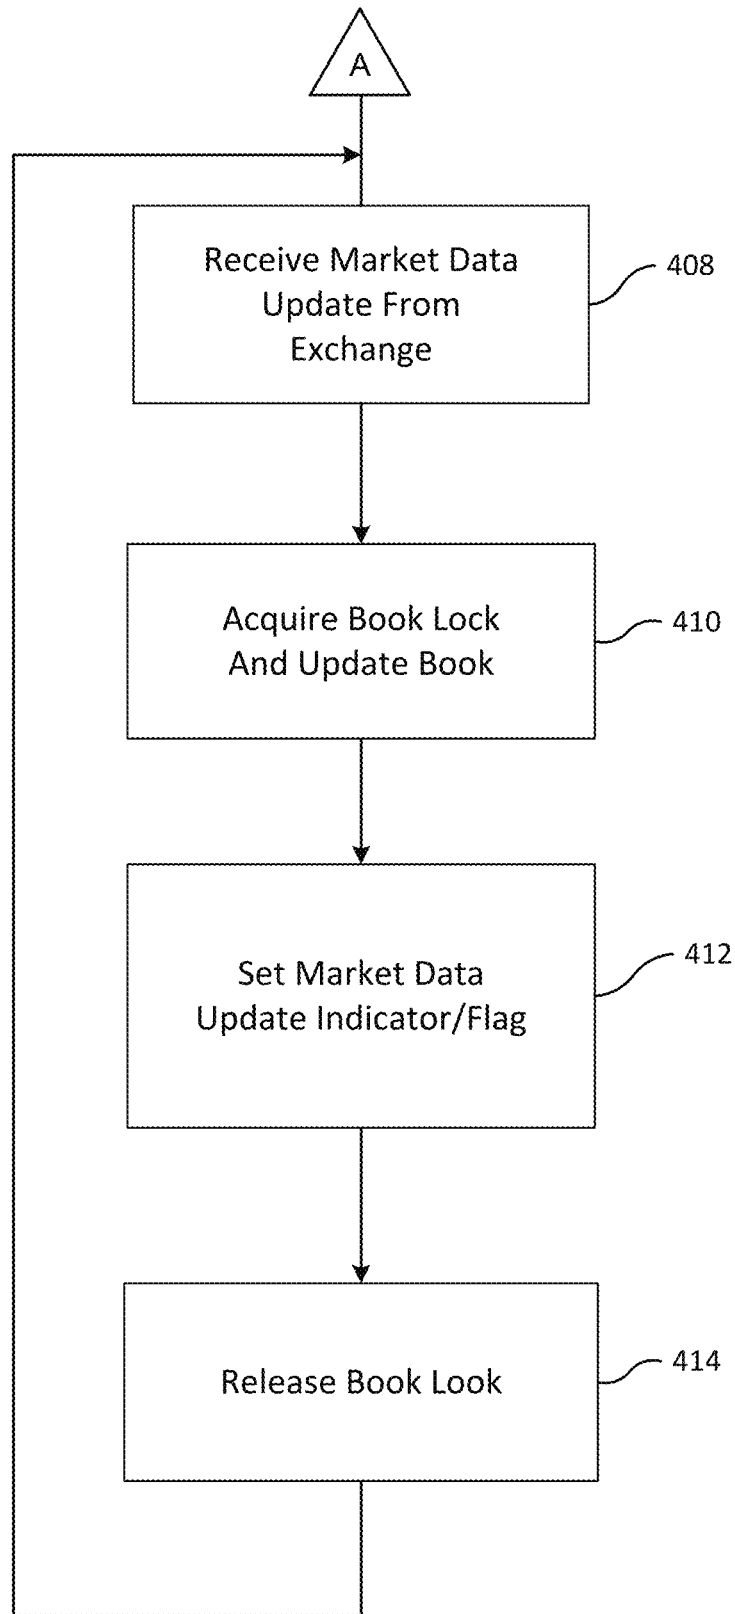 A
Receive Market Data
Update From
Exchange
408
Acquire Book Lock
And Update Book
410
Set Market Data
Update Indicator/Flag
412
Release Book Look
414